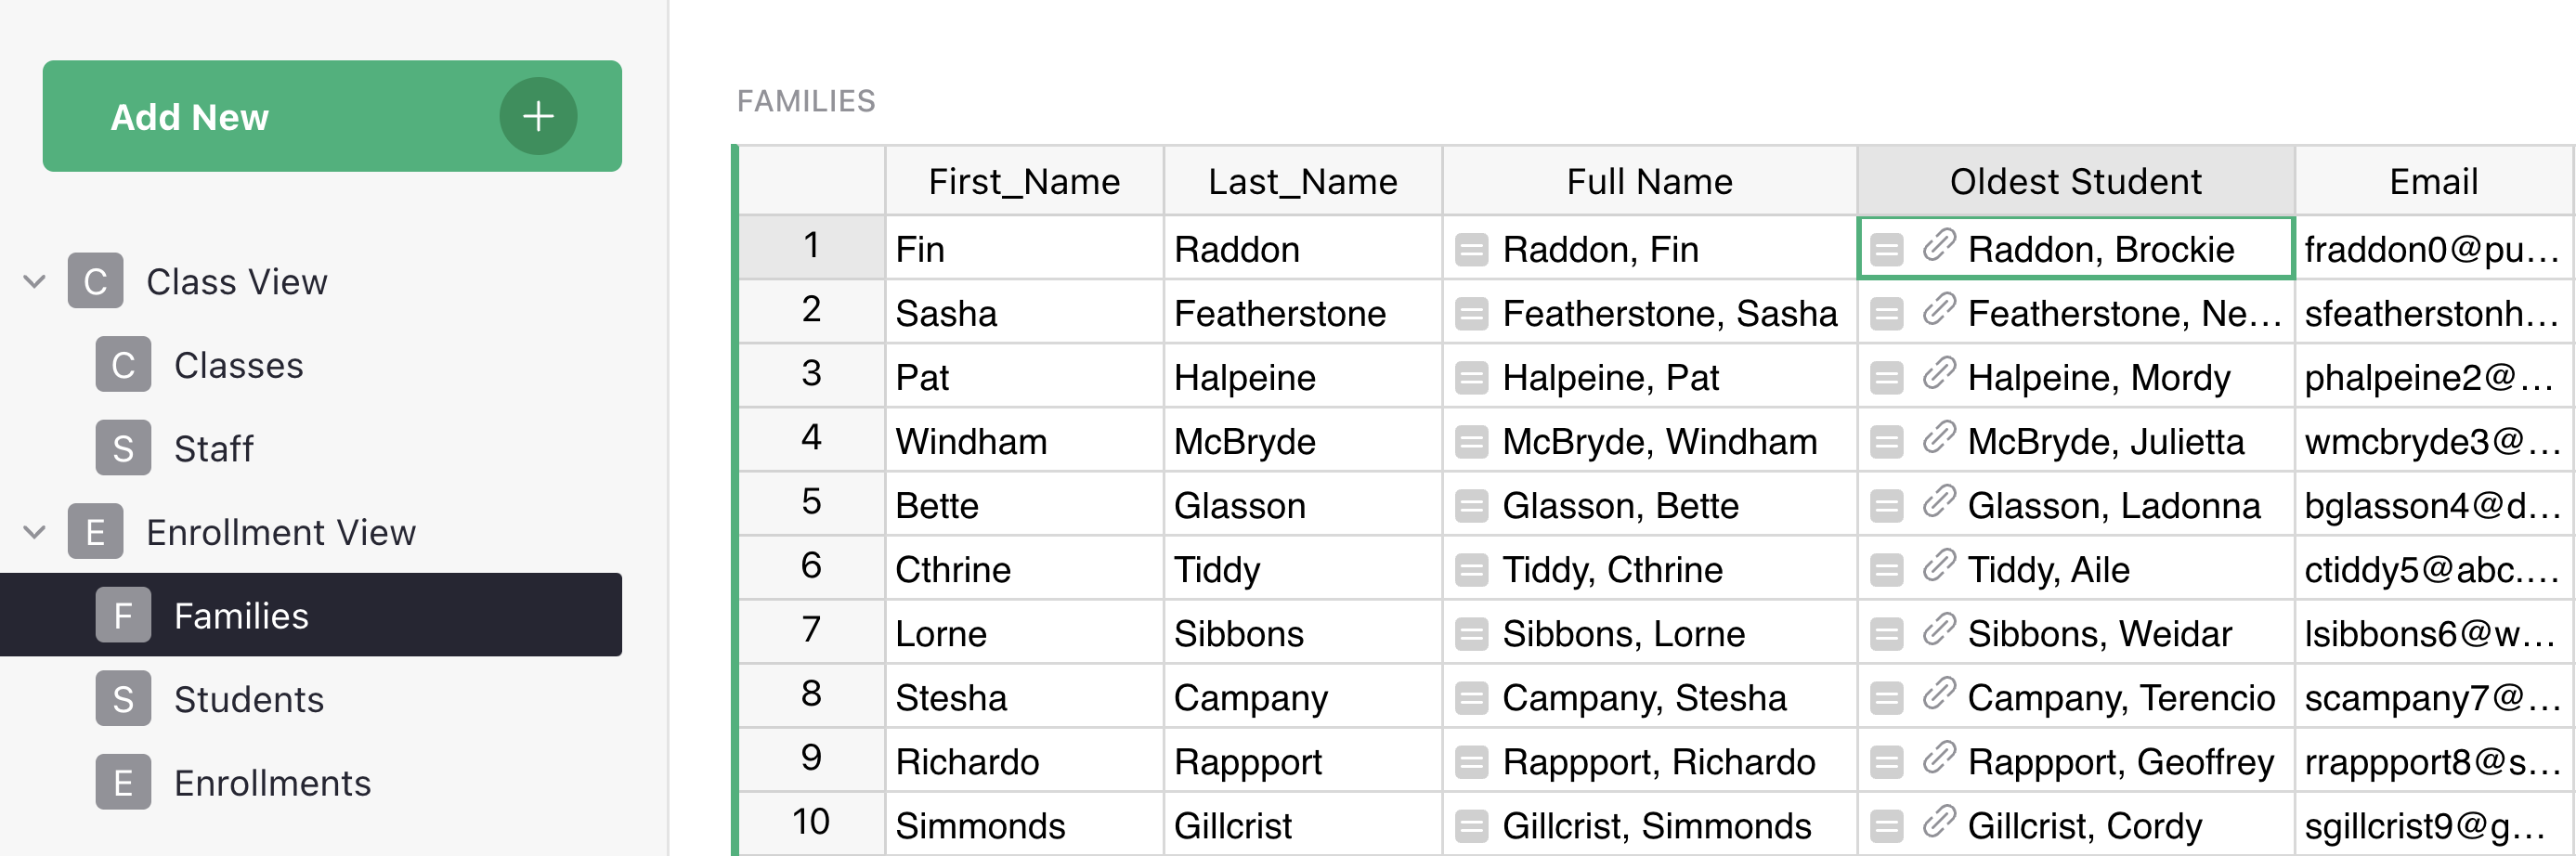 Add New
C Class View
C Classes
S Staff
E Enrollment View
F Families
S Students
E Enrollments
FAMILIES
First_Name Last_Name Full Name Oldest Student Email
1 Fin Raddon Raddon, Fin Raddon, Brockie fraddon0@pu...
2 Sasha Featherstone Featherstone, Sasha Featherstone, Ne... sfeatherstonh...
3 Pat Halpeine Halpeine, Pat Halpeine, Mordy phalpeine2@...
4 Windham McBryde McBryde, Windham McBryde, Julietta wmcbryde3@...
5 Bette Glasson Glasson, Bette Glasson, Ladonna bglasson4@d...
6 Cthrine Tiddy Tiddy, Cthrine Tiddy, Aile ctiddy5@abc....
7 Lorne Sibbons Sibbons, Lorne Sibbons, Weidar lsibbons6@w...
8 Stesha Campany Campany, Stesha Campany, Terencio scampany7@...
9 Richardo Rappport Rappport, Richardo Rappport, Geoffrey rrappport8@s...
10 Simmonds Gillcrist Gillcrist, Simmonds Gillcrist, Cordy sgillcrist9@g...